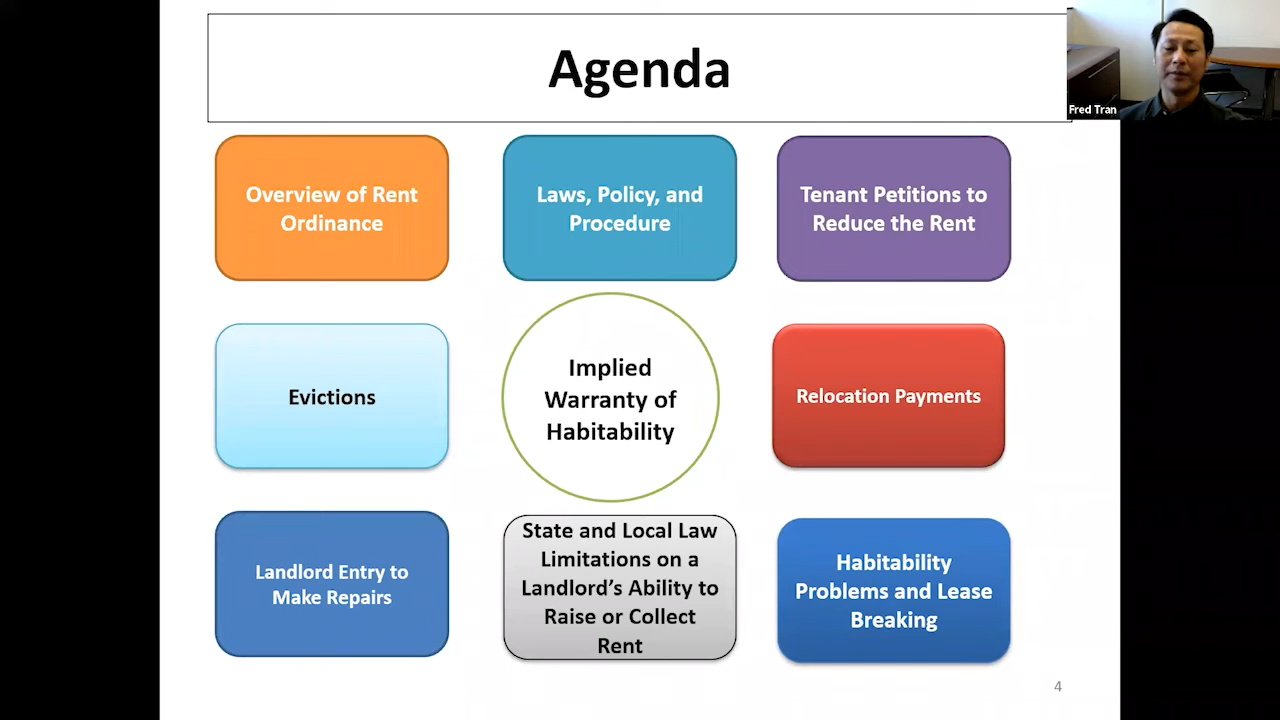 Agenda
Fred Tran
Overview of Rent
Ordinance
Laws, Policy, and
Procedure
Tenant Petitions to
Reduce the Rent
Evictions
Implied
Warranty of
Habitability
Relocation Payments
Landlord Entry to
Make Repairs
State and Local Law
Limitations on a
Landlord’s Ability to
Raise or Collect
Rent
Habitability
Problems and Lease
Breaking
4